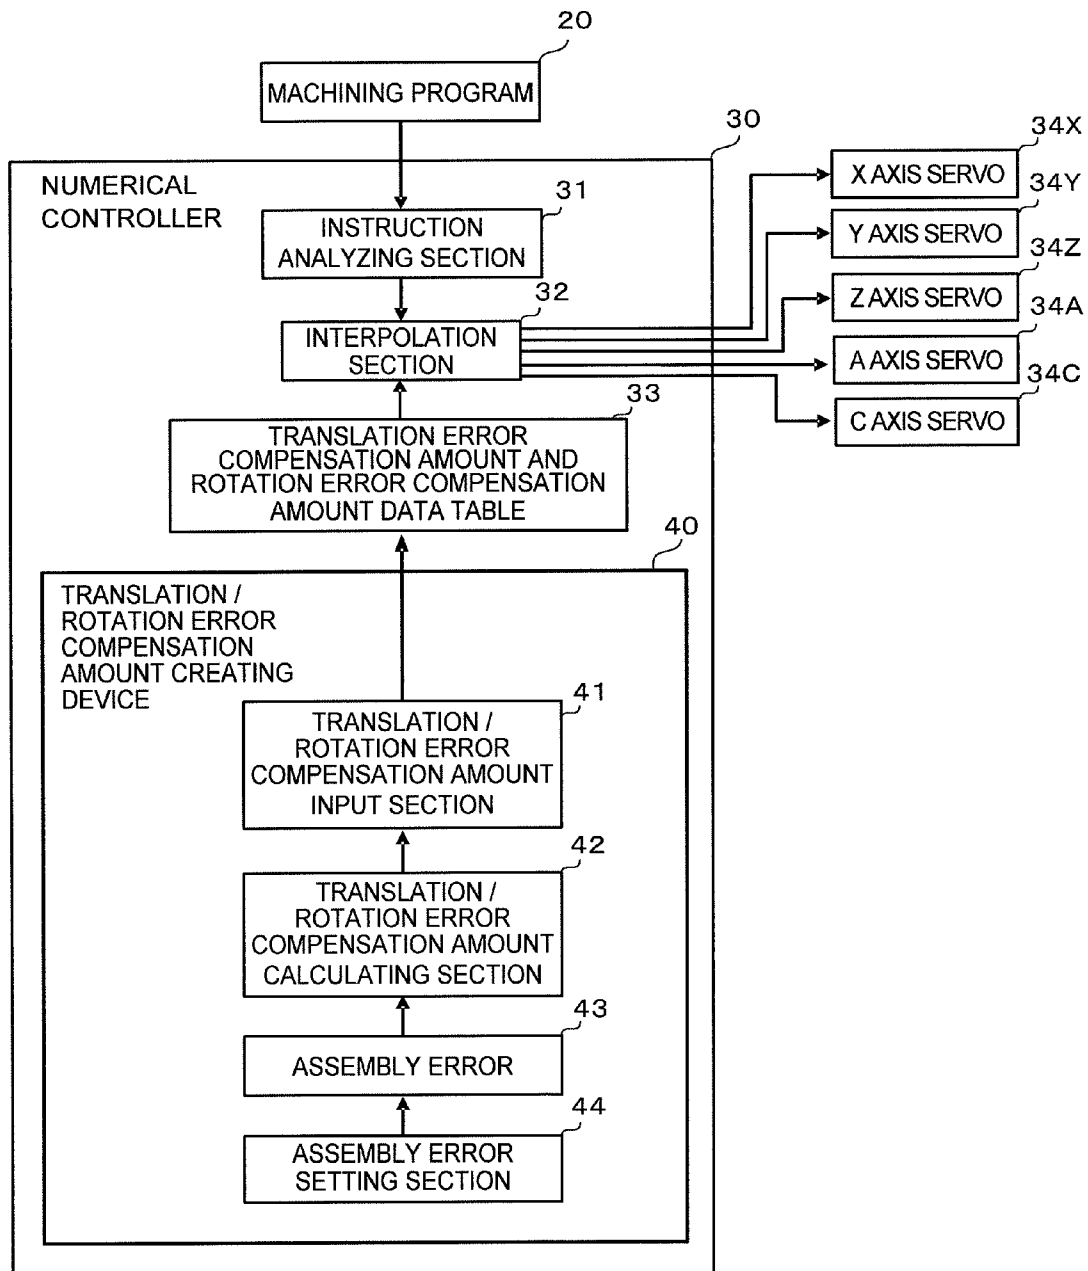 20
MACHINING PROGRAM
30
NUMERICAL
CONTROLLER
31
INSTRUCTION
ANALYZING SECTION
32
INTERPOLATION
SECTION
34X
X AXIS SERVO
34Y
Y AXIS SERVO
34Z
Z AXIS SERVO
34A
A AXIS SERVO
34C
C AXIS SERVO
33
TRANSLATION ERROR
COMPENSATION AMOUNT AND
ROTATION ERROR COMPENSATION
AMOUNT DATA TABLE
40
TRANSLATION /
ROTATION ERROR
COMPENSATION
AMOUNT CREATING
DEVICE
41
TRANSLATION /
ROTATION ERROR
COMPENSATION AMOUNT
INPUT SECTION
42
TRANSLATION /
ROTATION ERROR
COMPENSATION AMOUNT
CALCULATING SECTION
43
ASSEMBLY ERROR
44
ASSEMBLY ERROR
SETTING SECTION